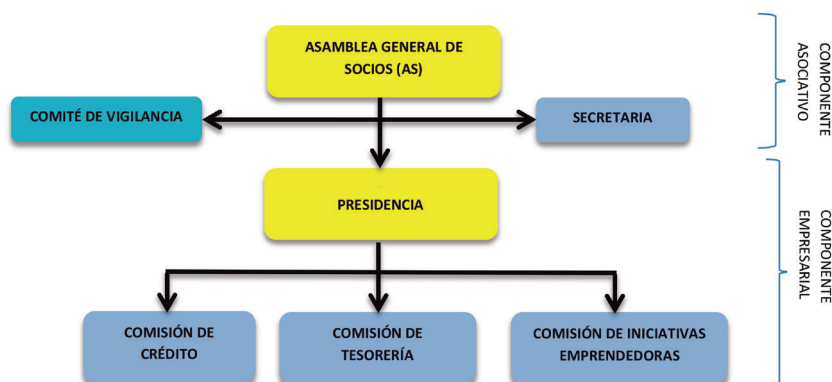 ASAMBLEA GENERAL DE
SOCIOS (AS)
COMPONENTE
ASOCIATIVO
COMITÉ DE VIGILANCIA
SECRETARIA
PRESIDENCIA
COMPONENTE
EMPRESARIAL
COMISIÓN DE
CRÉDITO
COMISIÓN DE
TESORERÍA
COMISIÓN DE INICIATIVAS
EMPRENDEDORAS